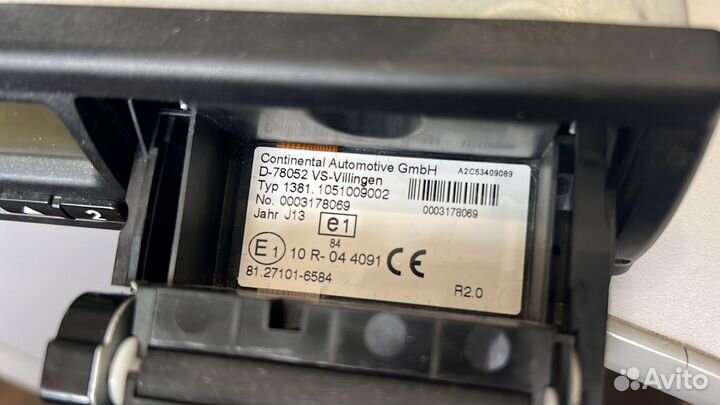 Continental Automotive GmbH
A2C53409089
D-78052 VS-Villingen
Typ 1381.1051009002
No. 0003178069
0003178069
Jahr J13
e1
84
E1 10 R-04 4091 CE
81.27101-6584
R2.0
2
Avito